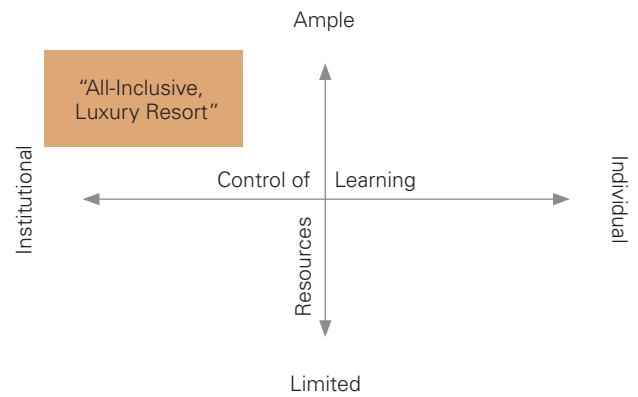 Ample
“All-Inclusive,
Luxury Resort”
Institutional
Control of Learning
Individual
Resources
Limited